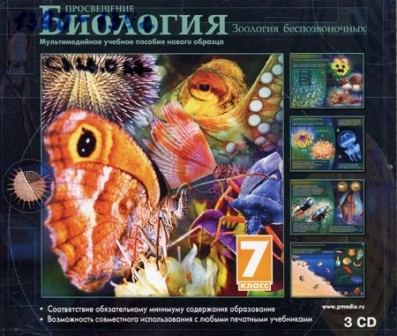 ПРОСВЕЩЕНИЕ
БИОЛОГИЯ Зоология беспозвоночных
Мультимедийное учебное пособие нового образца
7
КЛАСС
• Соответствие обязательному минимуму содержания образования
• Возможность совместного использования с любыми печатными учебниками
www.pmedia.ru
3 CD